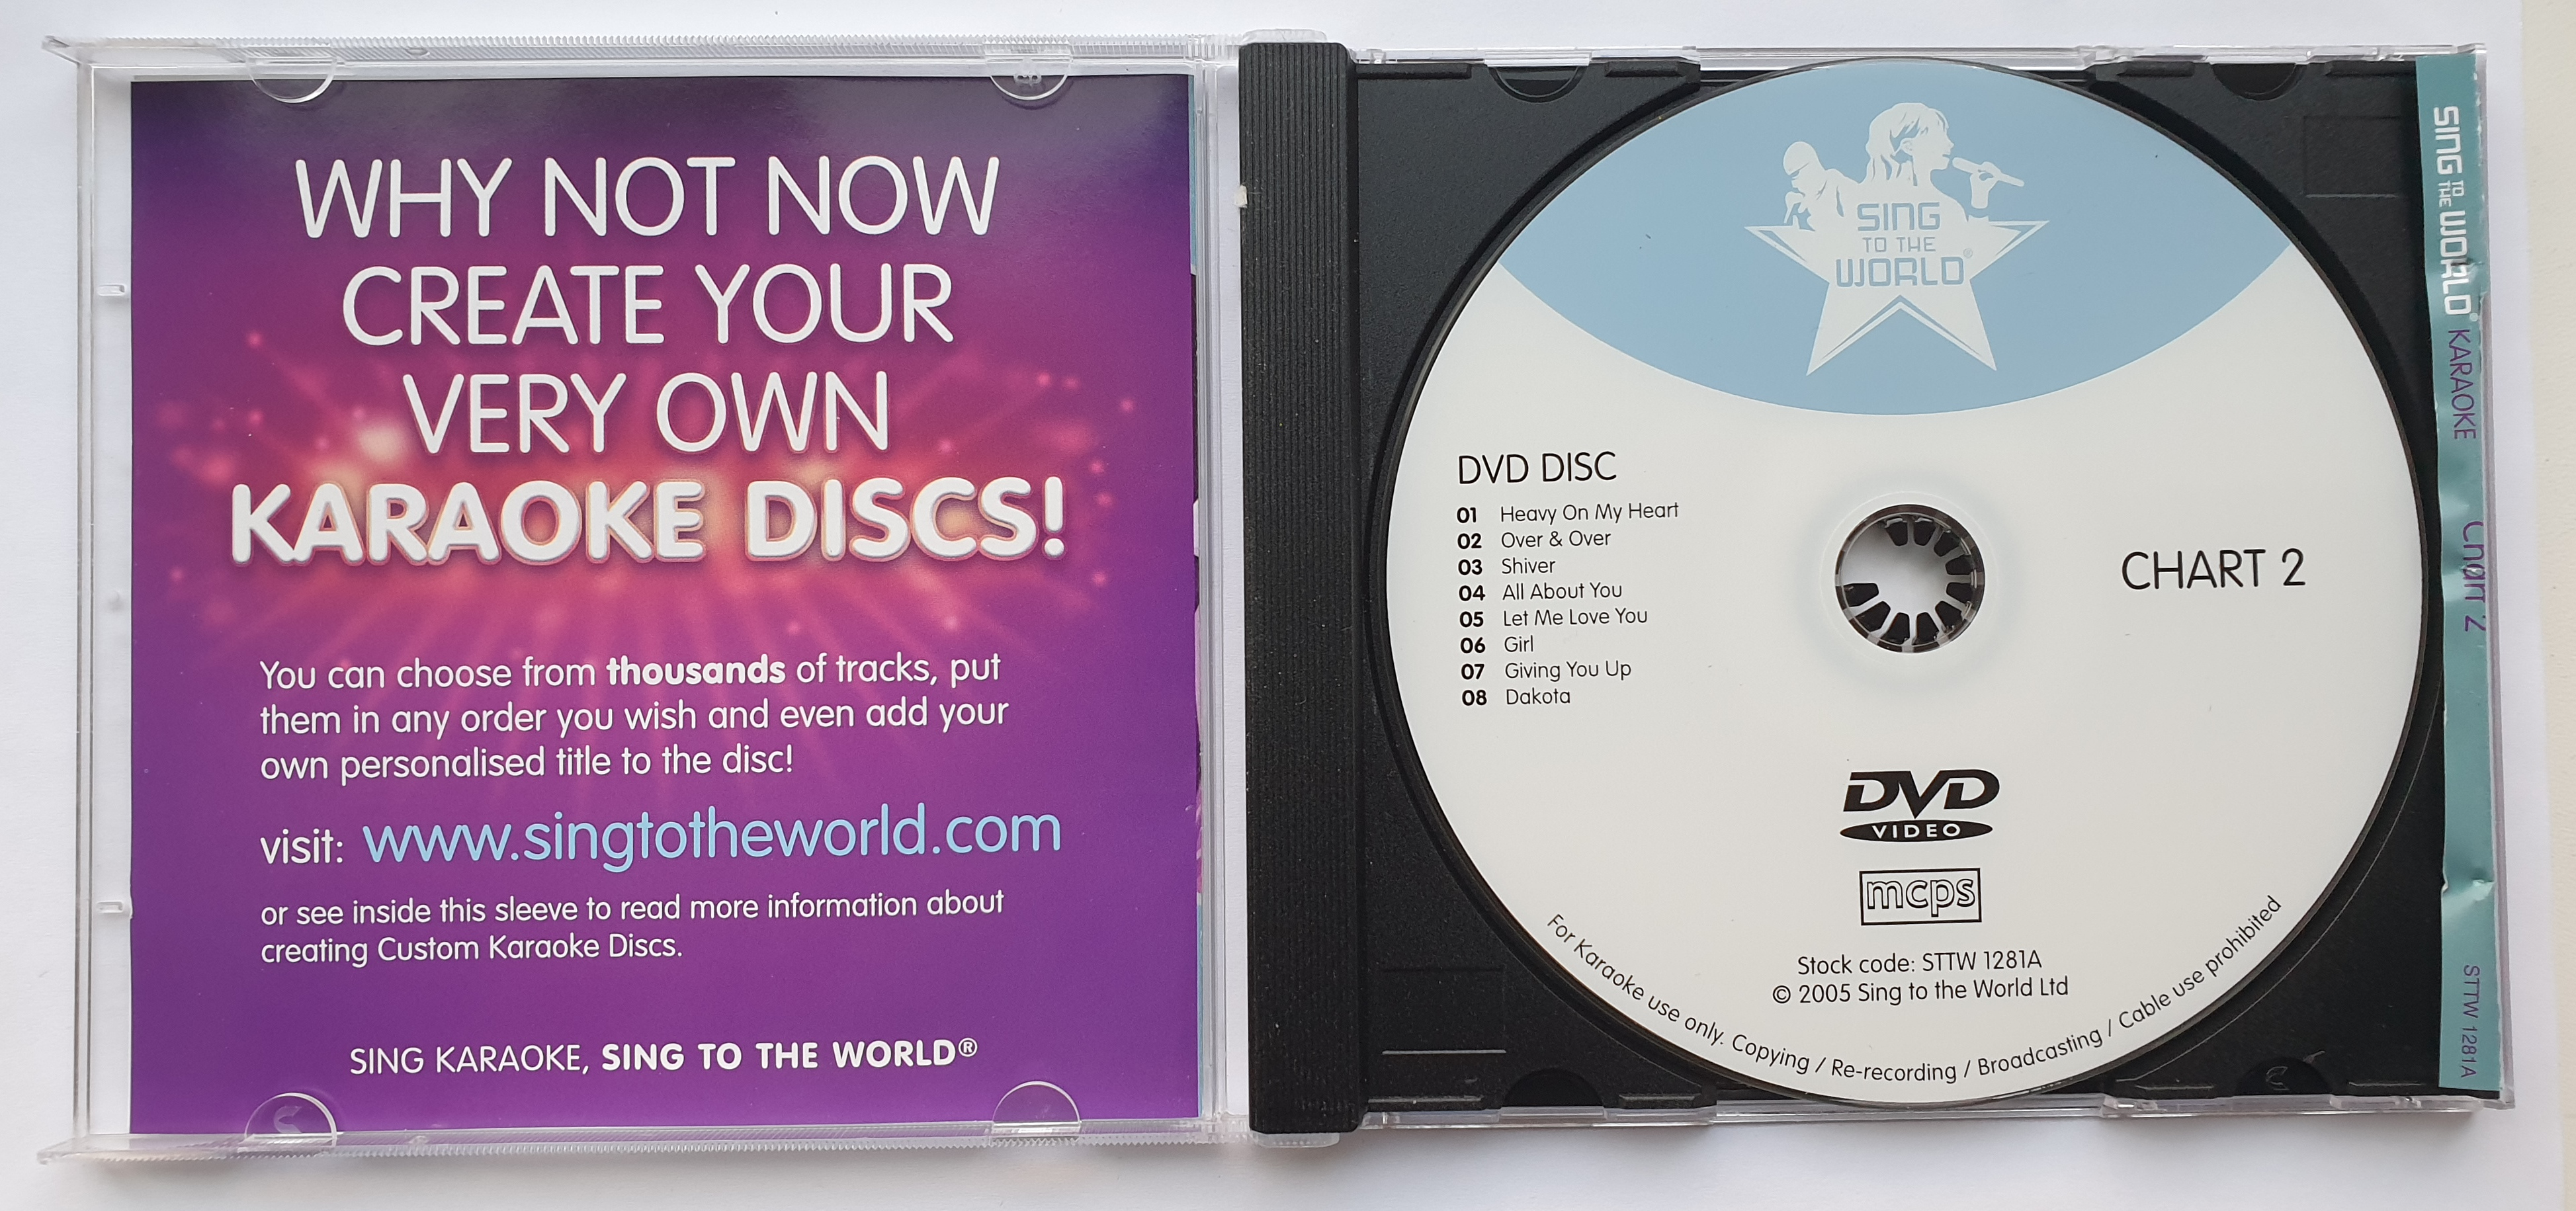 WHY NOT NOW
CREATE YOUR
VERY OWN
KARAOKE DISCS!
You can choose from thousands of tracks, put
them in any order you wish and even add your
own personalised title to the disc!
visit: www.singtotheworld.com
or see inside this sleeve to read more information about
creating Custom Karaoke Discs.
SING KARAOKE, SING TO THE WORLD®
SING
TO THE
WORLD®
DVD DISC
01 Heavy On My Heart
02 Over & Over
03 Shiver
04 All About You
05 Let Me Love You
06 Girl
07 Giving You Up
08 Dakota
CHART 2
DVD
VIDEO
mcps
Stock code: STTW 1281A
© 2005 Sing to the World Ltd
For Karaoke use only. Copying / Re-recording / Broadcasting / Cable use prohibited
SING TO THE WORLD® KARAOKE Chart 2 STTW 1281A